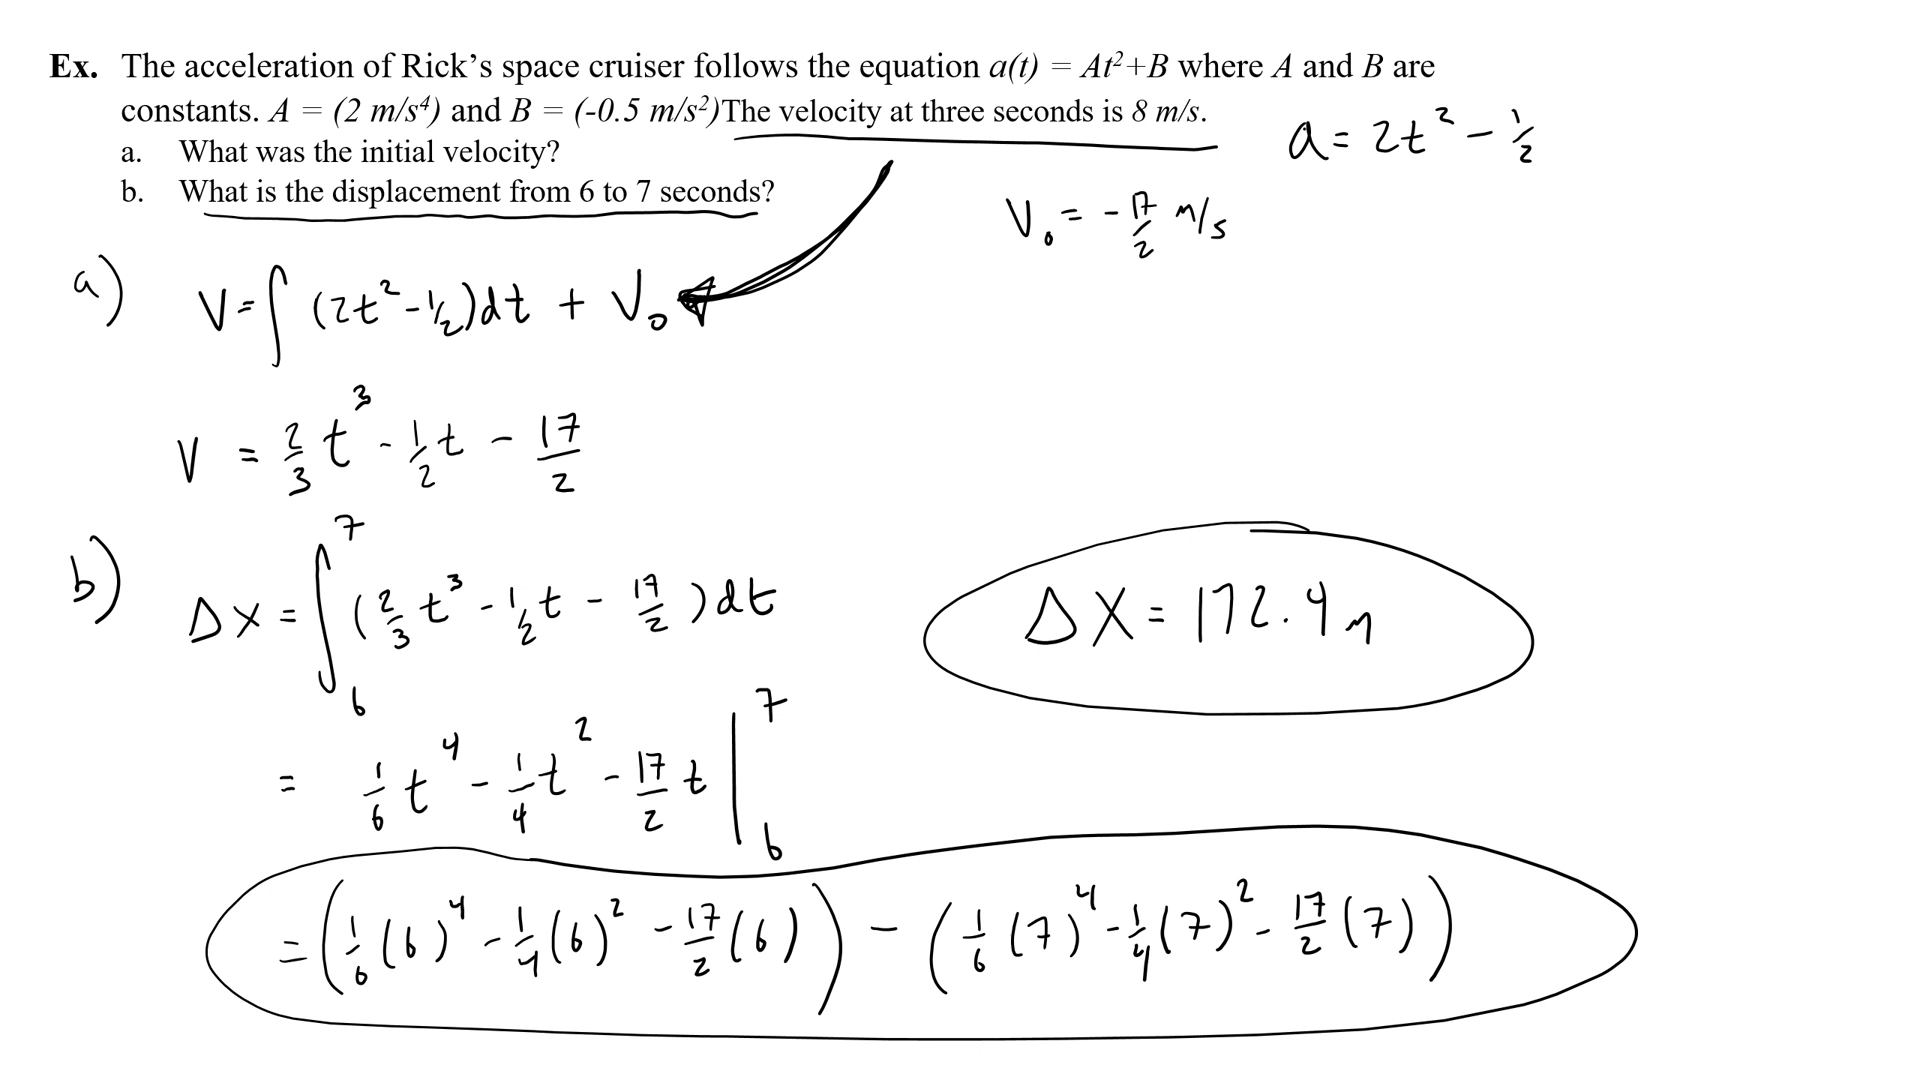 Ex. The acceleration of Rick's space cruiser follows the equation a(t) = At²+B where A and B are
constants. A = (2 m/s⁴) and B = (-0.5 m/s²)The velocity at three seconds is 8 m/s.
a = 2t² - 1/2
a. What was the initial velocity?
b. What is the displacement from 6 to 7 seconds?
V₀ = -17/2 m/s
a) V = ∫ (2t² - 1/2)dt + V₀
V = 2/3 t³ - 1/2 t - 17/2
b) Δx = ∫₆⁷ (2/3 t³ - 1/2 t - 17/2) dt
Δx = 172.4 m
= 1/6 t⁴ - 1/4 t² - 17/2 t |₆⁷
= (1/6 (6)⁴ - 1/4 (6)² - 17/2 (6)) - (1/6 (7)⁴ - 1/4 (7)² - 17/2 (7))